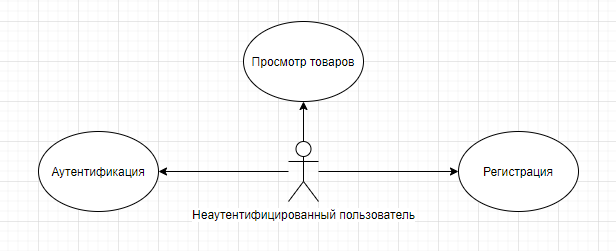 Просмотр товаров
Аутентификация
Регистрация
Неаутентифицированный пользователь